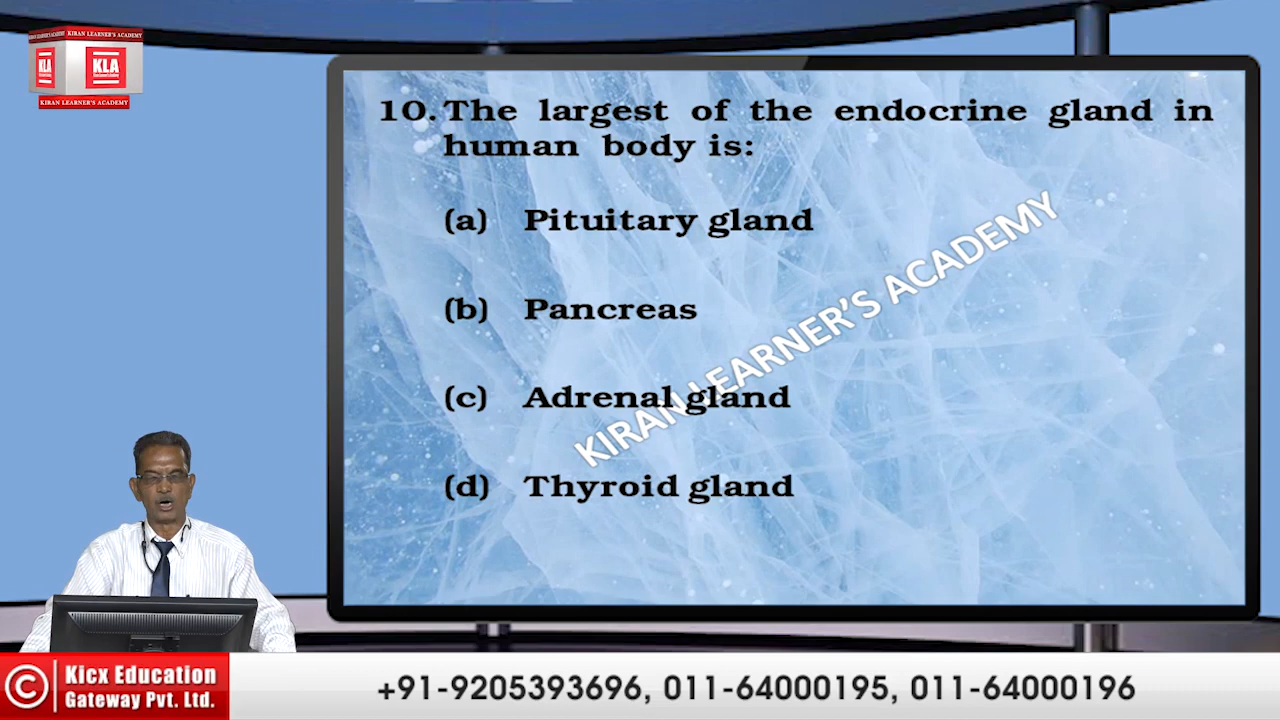 KIRAN LEARNER'S ACADEMY
KLA
KLA
KIRAN LEARNER'S ACADEMY
10. The largest of the endocrine gland in
human body is:
(a) Pituitary gland
(b) Pancreas
(c) Adrenal gland
(d) Thyroid gland
KIRAN LEARNER'S ACADEMY
© Kicx Education
Gateway Pvt. Ltd.
+91-9205393696, 011-64000195, 011-64000196